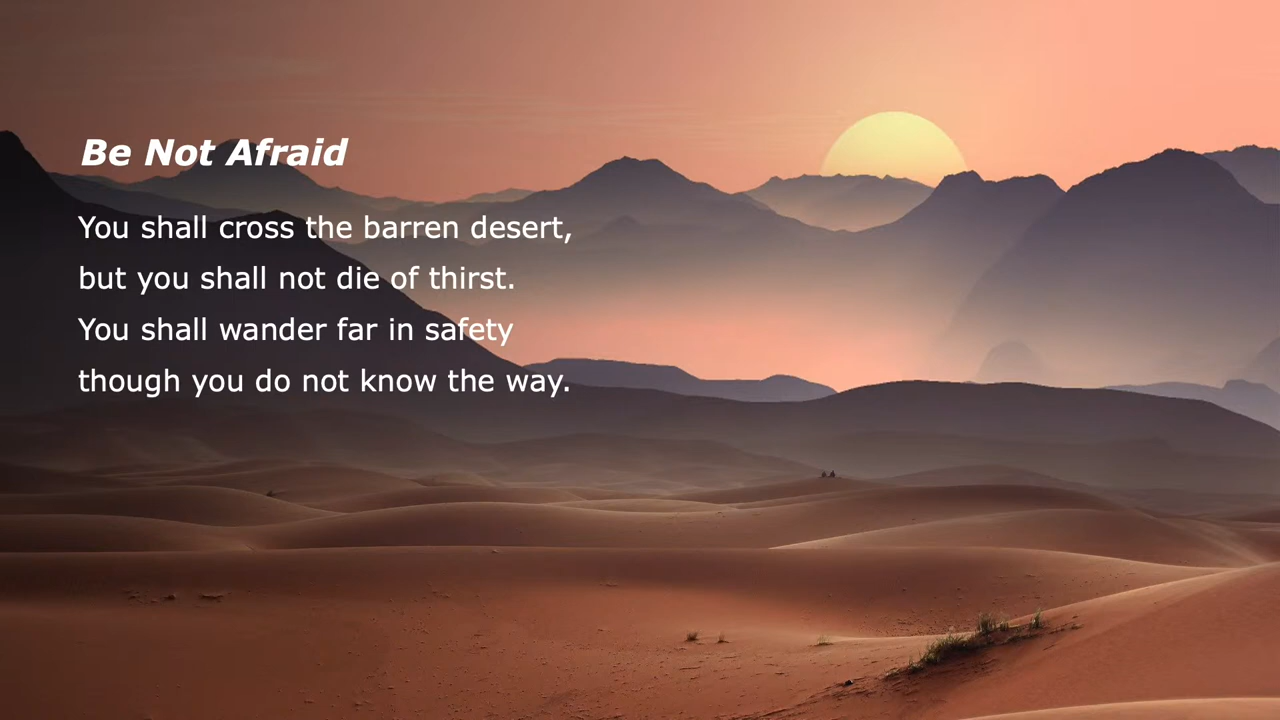 Be Not Afraid
You shall cross the barren desert,
but you shall not die of thirst.
You shall wander far in safety
though you do not know the way.